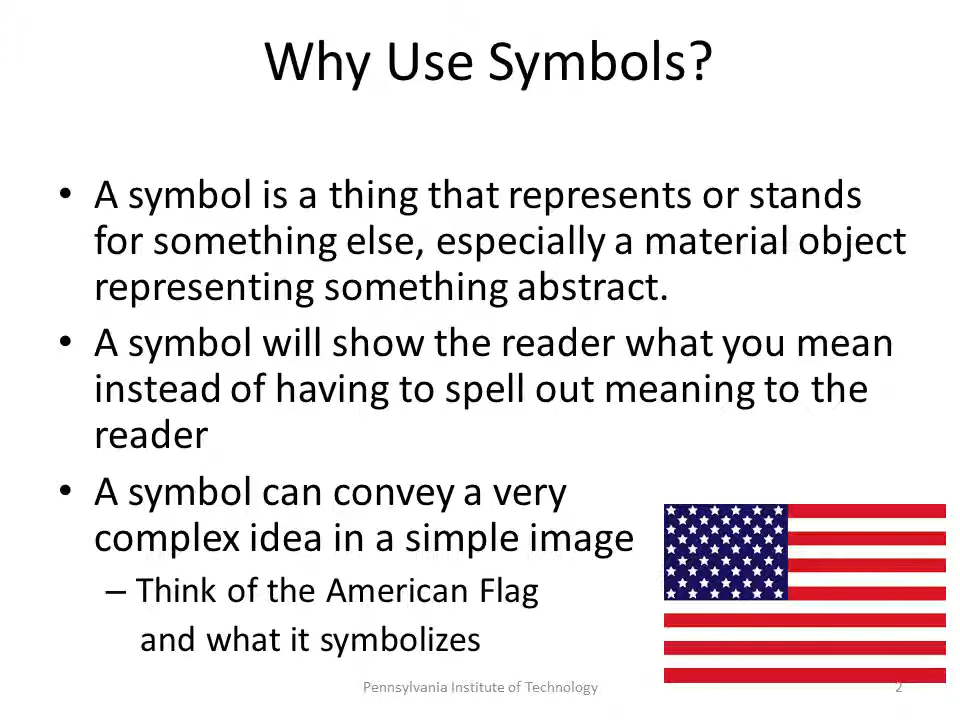 Why Use Symbols?
• A symbol is a thing that represents or stands
for something else, especially a material object
representing something abstract.
• A symbol will show the reader what you mean
instead of having to spell out meaning to the
reader
• A symbol can convey a very
complex idea in a simple image
– Think of the American Flag
and what it symbolizes
Pennsylvania Institute of Technology
2